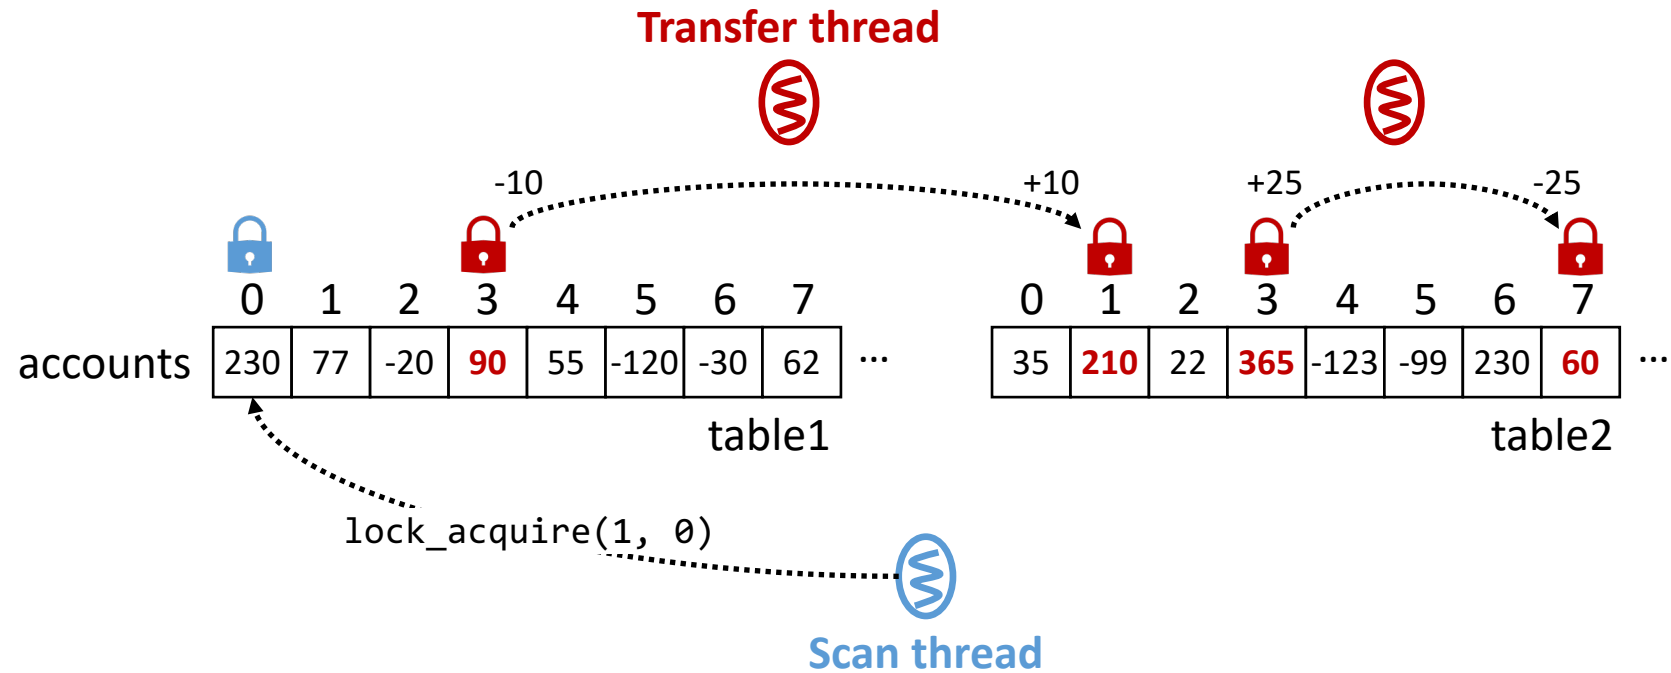 Transfer thread
-10 +10 +25 -25
0 1 2 3 4 5 6 7 0 1 2 3 4 5 6 7
accounts 230 77 -20 90 55 -120 -30 62 ... 35 210 22 365 -123 -99 230 60 ...
table1 table2
lock_acquire(1, 0)
Scan thread